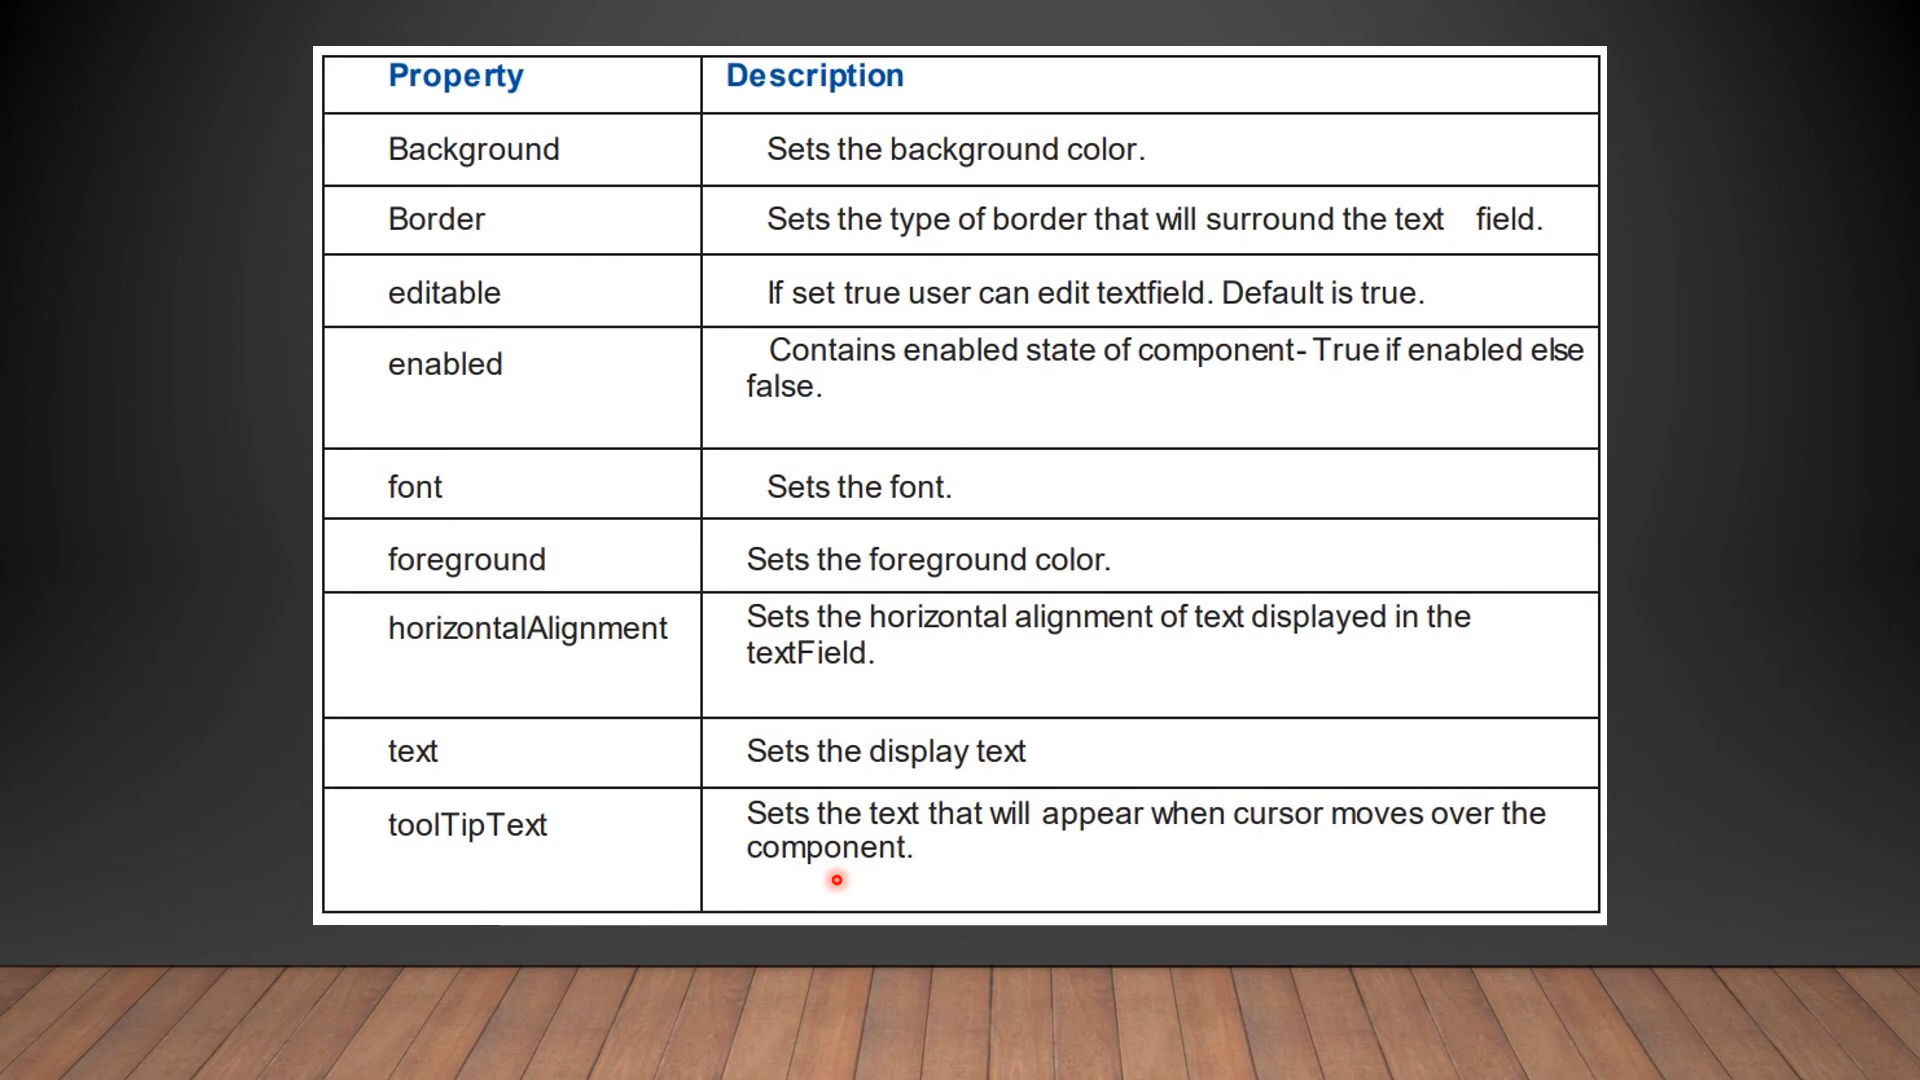 Property Description
Background Sets the background color.
Border Sets the type of border that will surround the text field.
editable If set true user can edit textfield. Default is true.
enabled Contains enabled state of component- True if enabled else
false.
font Sets the font.
foreground Sets the foreground color.
horizontalAlignment Sets the horizontal alignment of text displayed in the
textField.
text Sets the display text
toolTipText Sets the text that will appear when cursor moves over the
component.